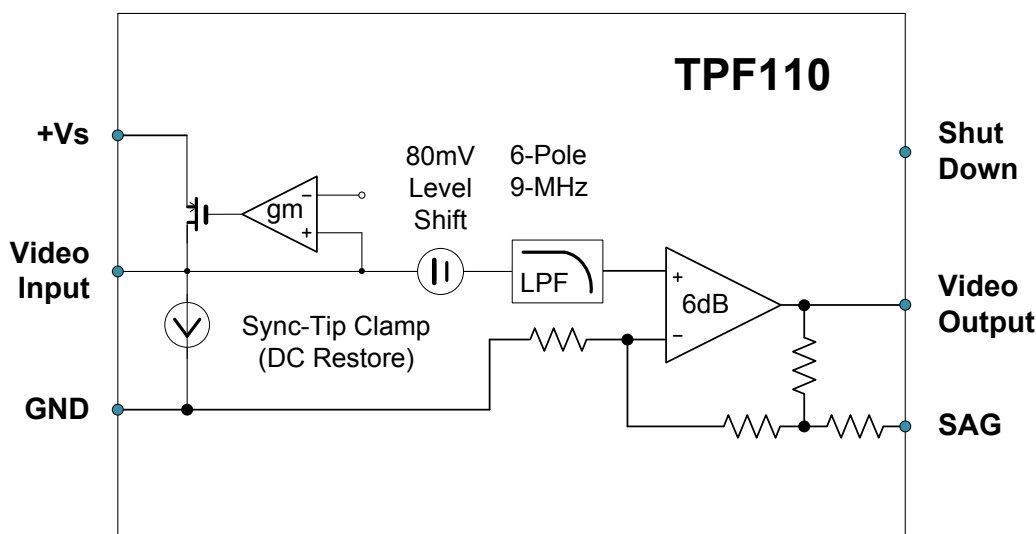 TPF110
+Vs
Shut
Down
80mV
Level
Shift
6-Pole
9-MHz
gm
−
+
Video
Input
LPF
+
6dB
−
Video
Output
Sync-Tip Clamp
(DC Restore)
GND
SAG